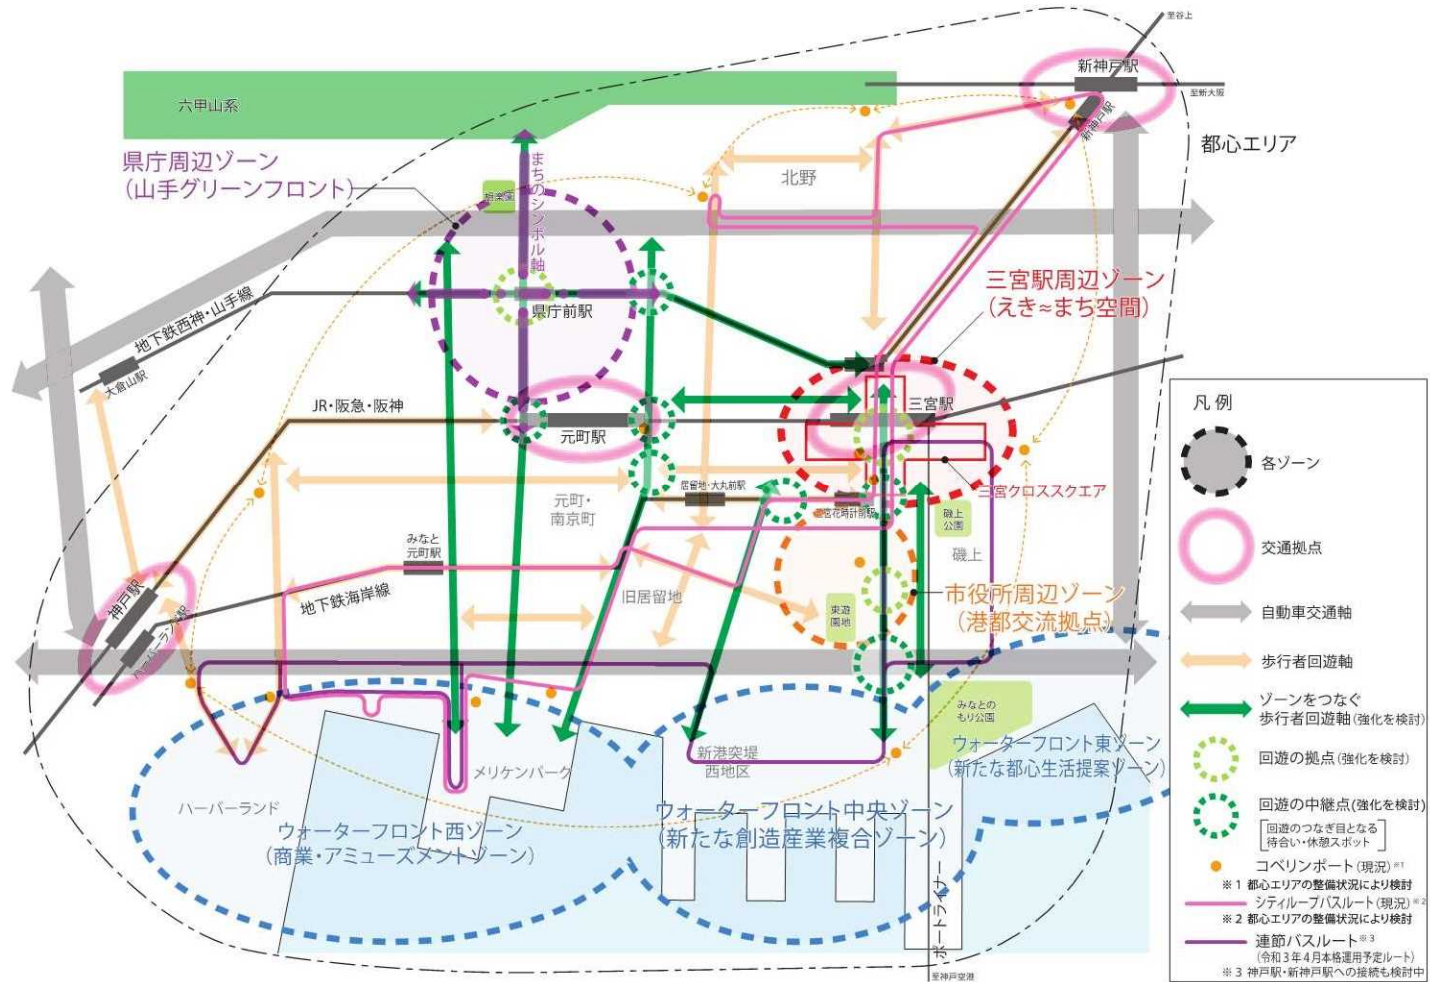 至谷上
新神戸駅
至新大阪
新神戸駅
六甲山系
都心エリア
県庁周辺ゾーン
(山手グリーンフロント)
まちのシンボル軸
相楽園
北野
三宮駅周辺ゾーン
(えき≈まち空間)
県庁前駅
地下鉄西神・山手線
大倉山駅
JR・阪急・阪神
元町駅
三宮駅
三宮クロススクエア
居留地・大丸前駅
三宮花時計前駅
元町・
南京町
磯上
公園
磯上
みなと
元町駅
旧居留地
市役所周辺ゾーン
(港都交流拠点)
東遊
園地
神戸駅
ハーバーランド駅
地下鉄海岸線
みなとの
もり公園
メリケンパーク
新港突堤
西地区
ウォーターフロント東ゾーン
(新たな都心生活提案ゾーン)
ハーバーランド
ウォーターフロント西ゾーン
(商業・アミューズメントゾーン)
ウォーターフロント中央ゾーン
(新たな創造産業複合ゾーン)
ポートライナー
至神戸空港
凡例
各ゾーン
交通拠点
自動車交通軸
歩行者回遊軸
ゾーンをつなぐ
歩行者回遊軸(強化を検討)
回遊の拠点(強化を検討)
回遊の中継点(強化を検討)
[回遊のつなぎ目となる
待合い・休憩スポット]
コベリンポート(現況)※1
※1 都心エリアの整備状況により検討
シティループバスルート(現況)※2
※2 都心エリアの整備状況により検討
連節バスルート※3
(令和3年4月本格運用予定ルート)
※3 神戸駅・新神戸駅への接続も検討中